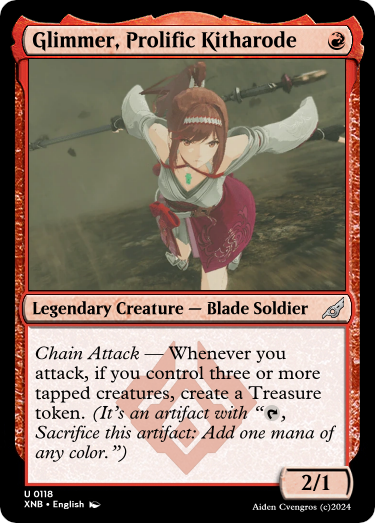 Glimmer, Prolific Kitharode
Legendary Creature — Blade Soldier
Chain Attack — Whenever you
attack, if you control three or more
tapped creatures, create a Treasure
token. (It's an artifact with “, 
Sacrifice this artifact: Add one mana of
any color.”)
2/1
U 0118
XNB • English
Aiden Cvengros (c)2024